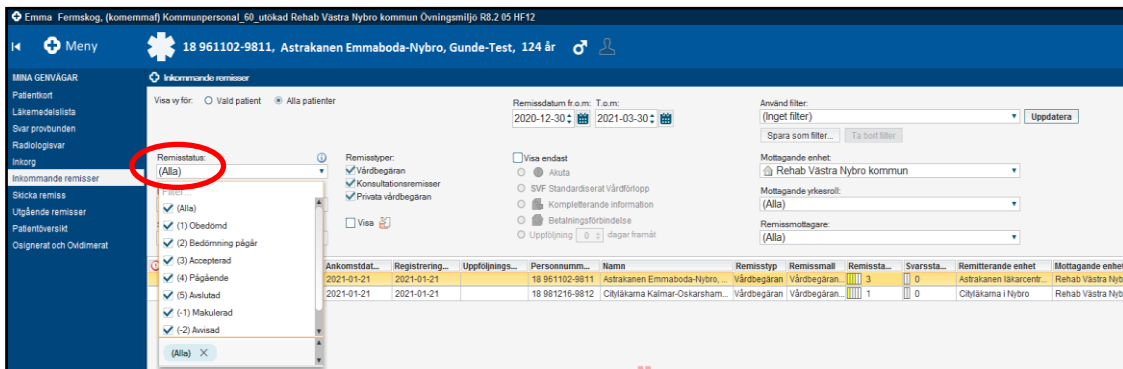 Emma Fermskog, (komemmaf) Kommunpersonal_60_utökad Rehab Västra Nybro kommun Övningsmiljö R8.2 05 HF12
Meny
18 961102-9811, Astrakanen Emmaboda-Nybro, Gunde-Test, 124 år
MINA GENVÄGAR
Patientkort
Läkemedelslista
Svar provbunden
Radiologisvar
Inkorg
Inkommande remisser
Skicka remiss
Utgående remisser
Patientöversikt
Osignerat och Ovidimerat
Inkommande remisser
Visa vy för: Vald patient Alla patienter
Remissdatum fr.o.m: T.o.m:
2020-12-30 2021-03-30
Använd filter:
(Inget filter) Uppdatera
Spara som filter... Ta bort filter
Remisstatus:
(Alla)
Filter...
(Alla)
(1) Obedömd
(2) Bedömning pågår
(3) Accepterad
(4) Pågående
(5) Avslutad
(-1) Makulerad
(-2) Avvisad
(Alla) X
Remisstyper:
Vårdbegäran
Konsultationsremisser
Privata vårdbegäran
Visa
Visa endast
Akuta
SVF Standardiserat Vårdförlopp
Kompletterande information
Betalningsförbindelse
Uppföljning 0 dagar framåt
Mottagande enhet:
Rehab Västra Nybro kommun
Mottagande yrkesroll:
(Alla)
Remissmottagare:
(Alla)
Ankomstdat... Registrering... Uppföljnings... Personnumm... Namn Remisstyp Remissmall Remissta... Svarssta... Remitterande enhet Mottagande enhet
2021-01-21 2021-01-21 18 961102-9811 Astrakanen Emmaboda-Nybro, ... Vårdbegäran Vårdbegäran... 3 0 Astrakanen läkarcentr... Rehab Västra Nyb
2021-01-21 2021-01-21 18 981216-9812 Cityläkarna Kalmar-Oskarsham... Vårdbegäran Vårdbegäran... 1 0 Cityläkarna i Nybro Rehab Västra Nyb